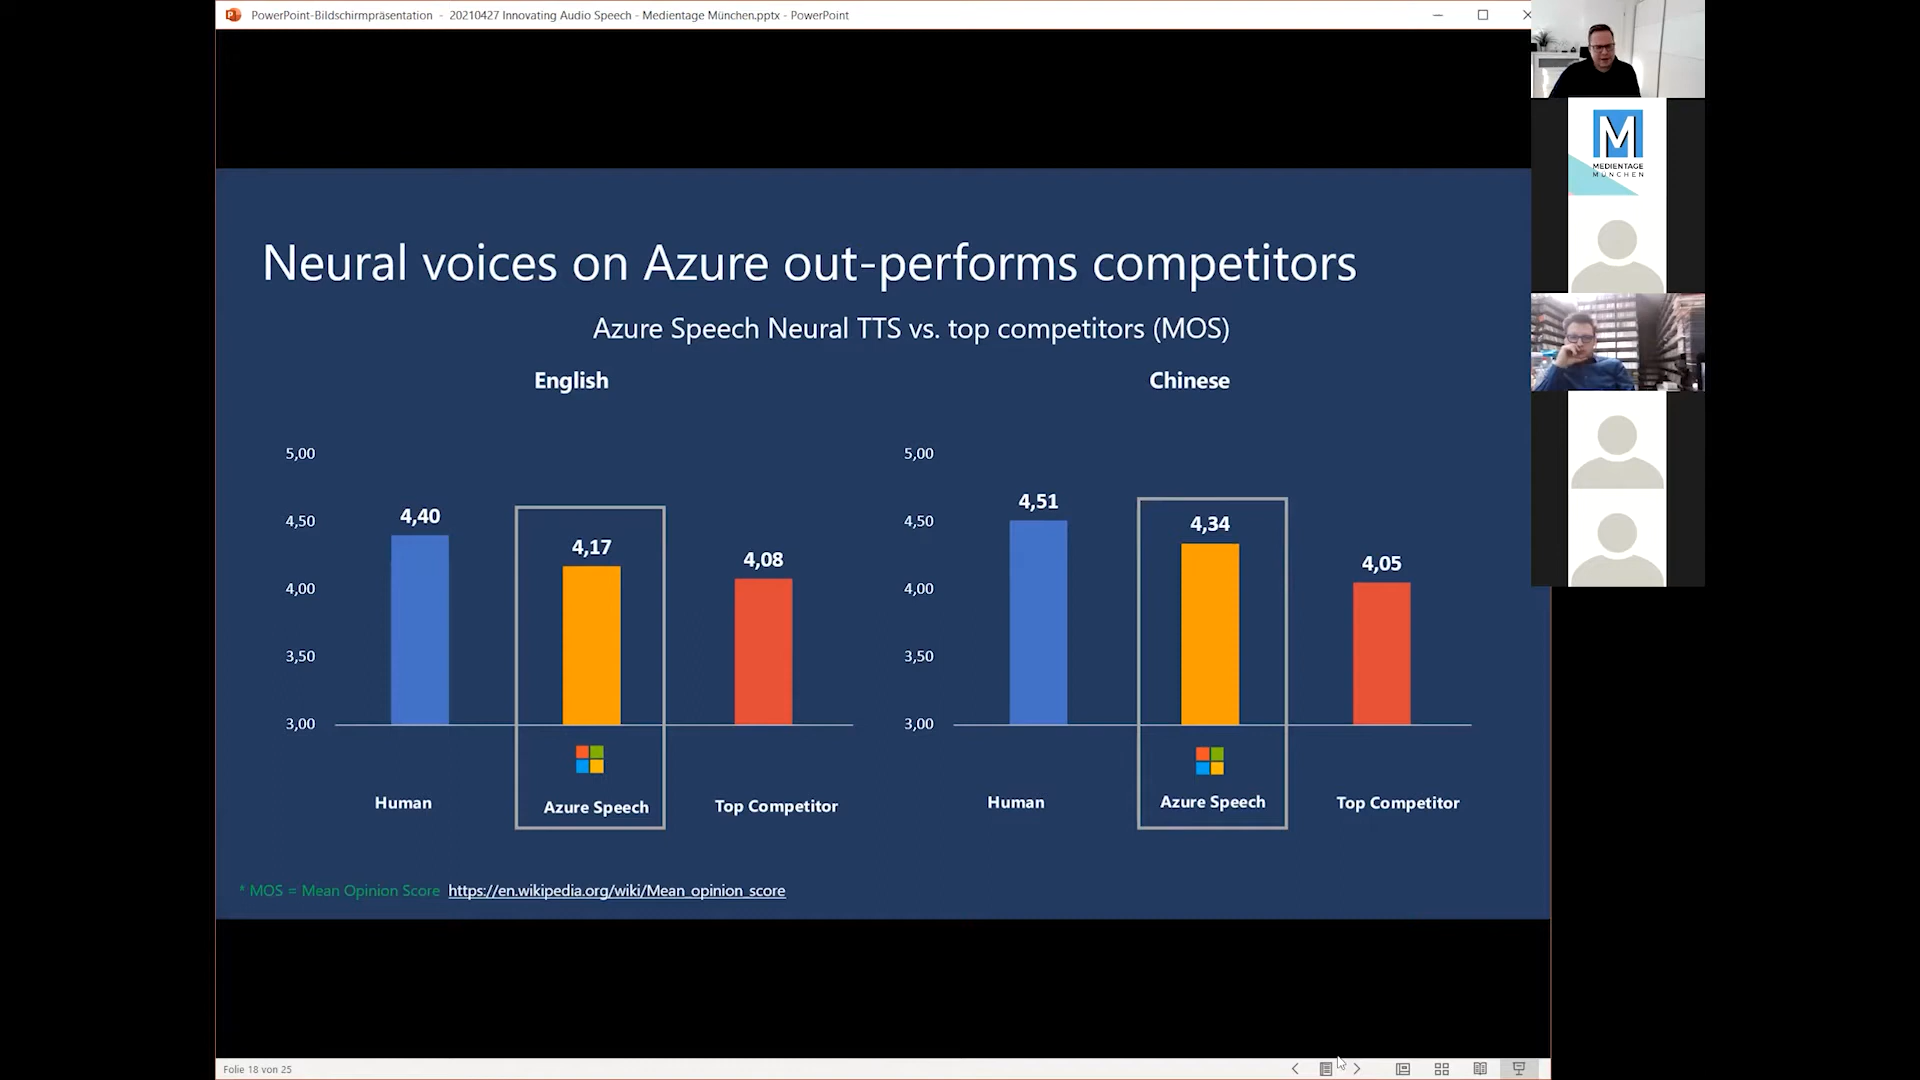 PowerPoint-Bildschirmpräsentation - 20210427 Innovating Audio Speech - Medientage München.pptx - PowerPoint
M
MEDIENTAGE
MÜNCHEN
Neural voices on Azure out-performs competitors
Azure Speech Neural TTS vs. top competitors (MOS)
English
5,00
4,50
4,00
3,50
3,00
4,40
4,17
4,08
Human
Azure Speech
Top Competitor
Chinese
5,00
4,50
4,00
3,50
3,00
4,51
4,34
4,05
Human
Azure Speech
Top Competitor
* MOS = Mean Opinion Score https://en.wikipedia.org/wiki/Mean_opinion_score
Folie 18 von 25